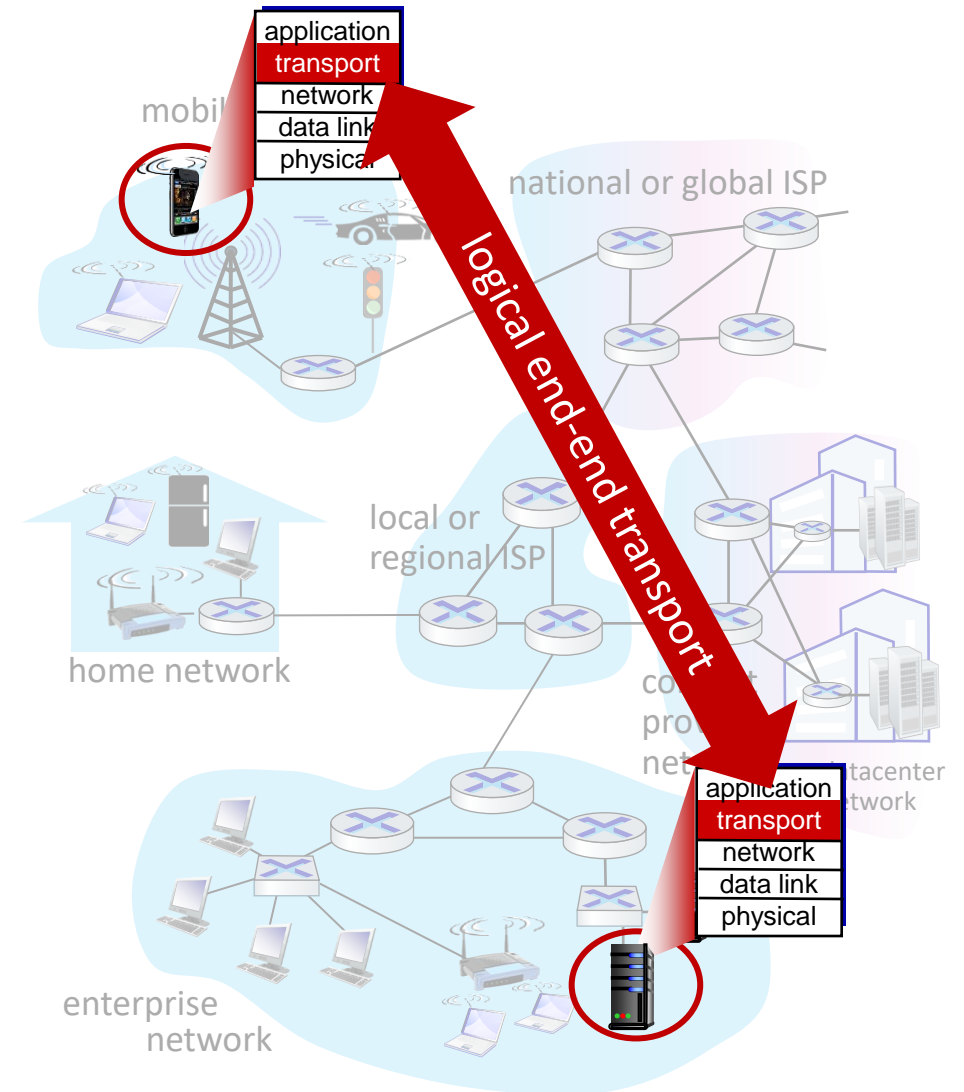 application
transport
network
data link
physical
national or global ISP
logical end-end transport
local or
regional ISP
home network
application
transport
network
data link
physical
enterprise
network